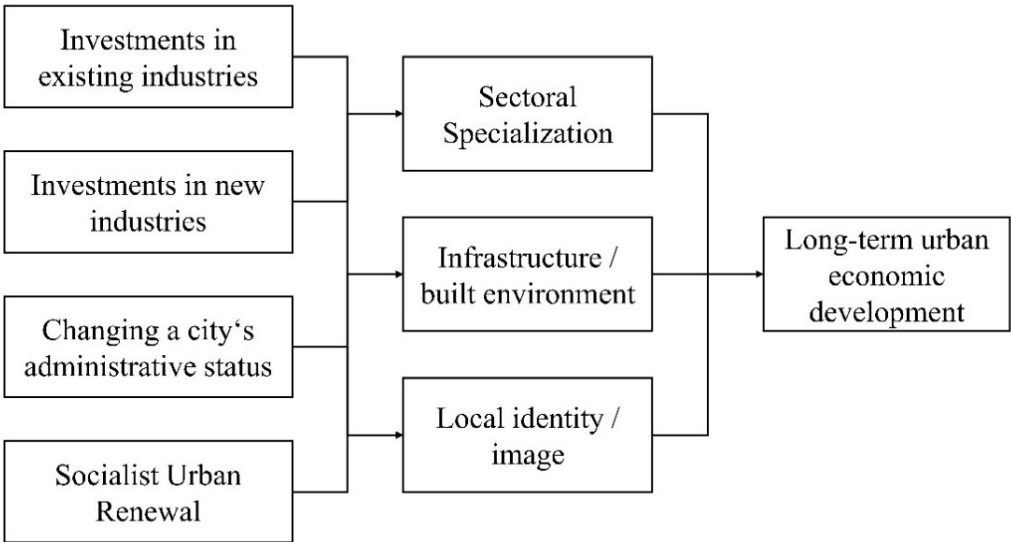 Investments in
existing industries
Investments in new
industries
Changing a city‘s
administrative status
Socialist Urban
Renewal
Sectoral
Specialization
Infrastructure /
built environment
Local identity /
image
Long-term urban
economic
development